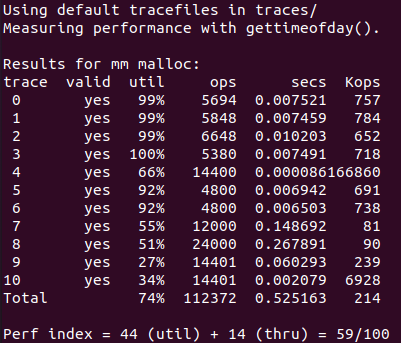 Using default tracefiles in traces/
Measuring performance with gettimeofday().

Results for mm malloc:
trace  valid  util     ops      secs  Kops
 0       yes   99%    5694  0.007521   757
 1       yes   99%    5848  0.007459   784
 2       yes   99%    6648  0.010203   652
 3       yes  100%    5380  0.007491   718
 4       yes   66%   14400  0.000086166860
 5       yes   92%    4800  0.006942   691
 6       yes   92%    4800  0.006503   738
 7       yes   55%   12000  0.148692    81
 8       yes   51%   24000  0.267891    90
 9       yes   27%   14401  0.060293   239
10       yes   34%   14401  0.002079  6928
Total          74%  112372  0.525163   214

Perf index = 44 (util) + 14 (thru) = 59/100